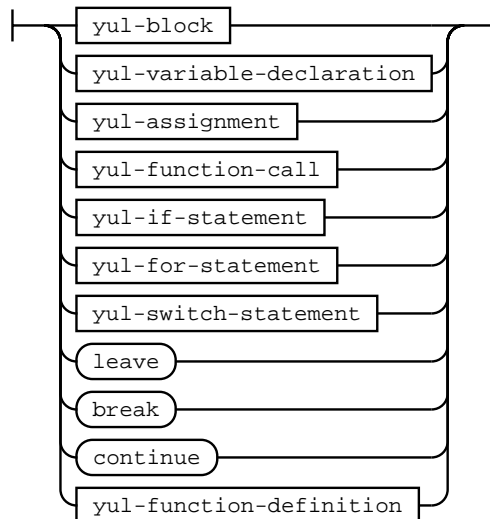 yul-block
yul-variable-declaration
yul-assignment
yul-function-call
yul-if-statement
yul-for-statement
yul-switch-statement
leave
break
continue
yul-function-definition